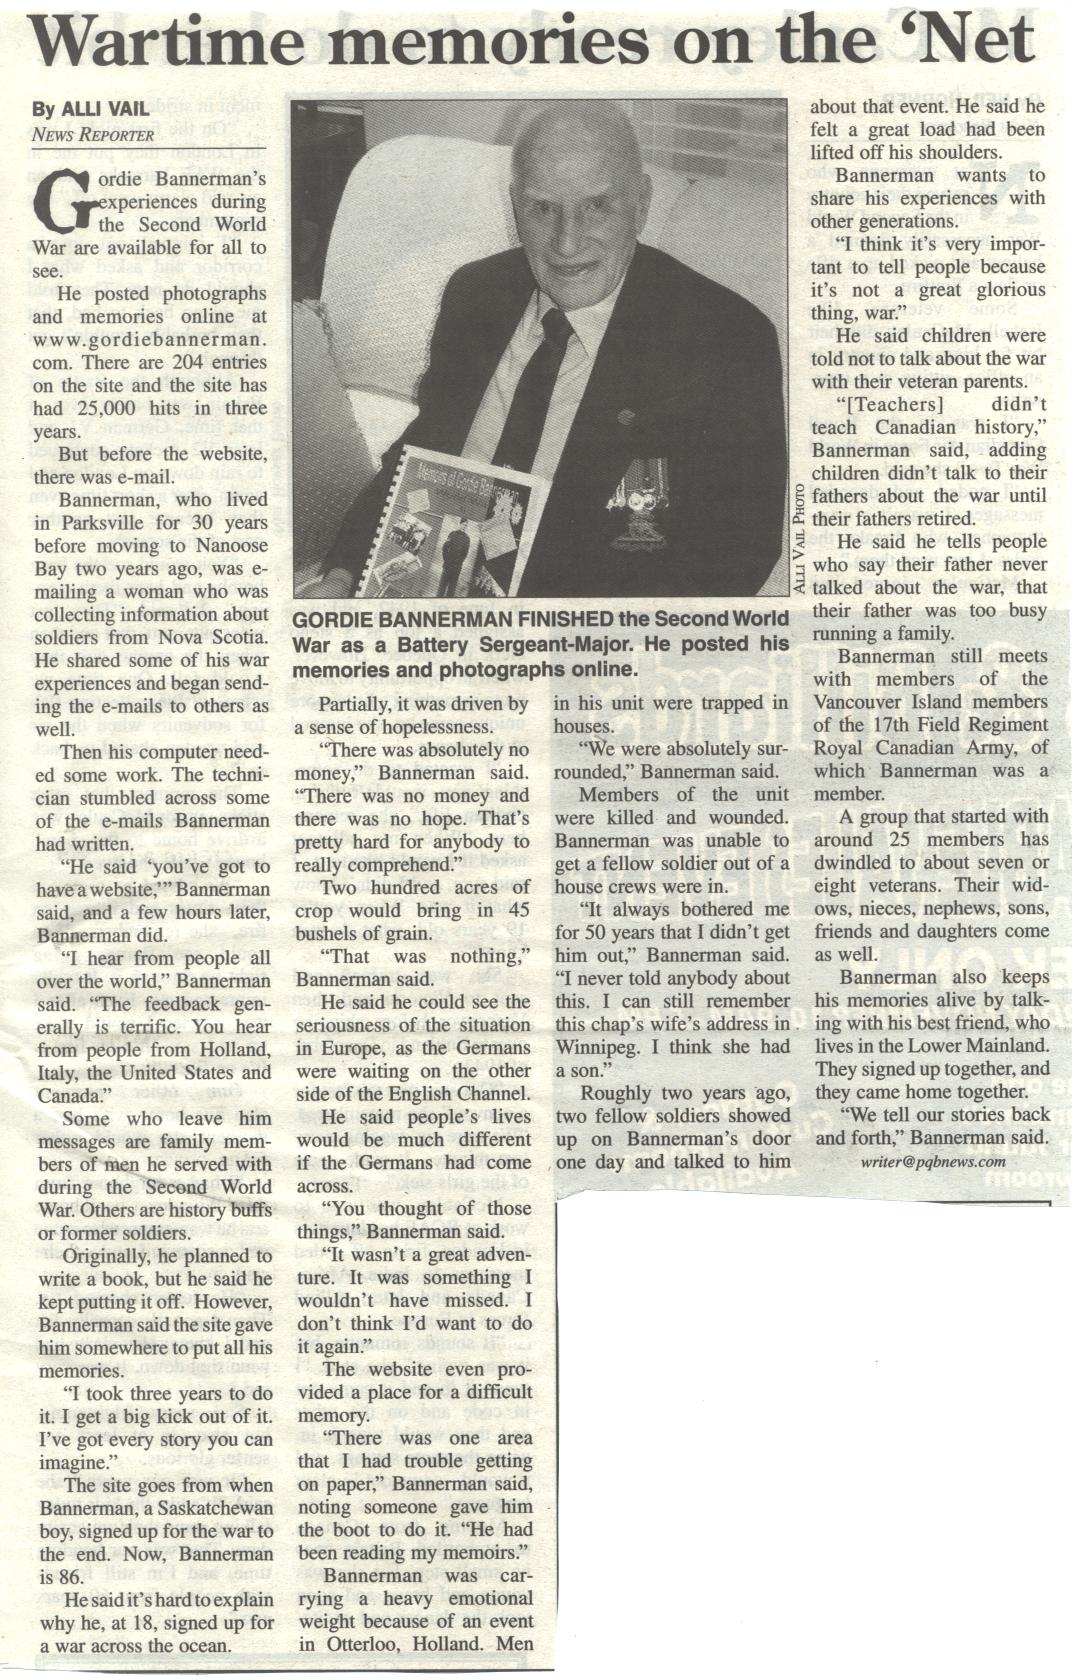 Wartime memories on the ‘Net
By ALLI VAIL
NEWS REPORTER
Gordie Bannerman’s
experiences during
the Second World
War are available for all to
see.
He posted photographs
and memories online at
www.gordiebannerman.
com. There are 204 entries
on the site and the site has
had 25,000 hits in three
years.
But before the website,
there was e-mail.
Bannerman, who lived
in Parksville for 30 years
before moving to Nanoose
Bay two years ago, was e-
mailing a woman who was
collecting information about
soldiers from Nova Scotia.
He shared some of his war
experiences and began send-
ing the e-mails to others as
well.
Then his computer need-
ed some work. The techni-
cian stumbled across some
of the e-mails Bannerman
had written.
“He said ‘you’ve got to
have a website,’” Bannerman
said, and a few hours later,
Bannerman did.
“I hear from people all
over the world,” Bannerman
said. “The feedback gen-
erally is terrific. You hear
from people from Holland,
Italy, the United States and
Canada.”
Some who leave him
messages are family mem-
bers of men he served with
during the Second World
War. Others are history buffs
or former soldiers.
Originally, he planned to
write a book, but he said he
kept putting it off. However,
Bannerman said the site gave
him somewhere to put all his
memories.
“I took three years to do
it. I get a big kick out of it.
I’ve got every story you can
imagine.”
The site goes from when
Bannerman, a Saskatchewan
boy, signed up for the war to
the end. Now, Bannerman
is 86.
He said it’s hard to explain
why he, at 18, signed up for
a war across the ocean.
Memoirs of Gordie Bannerman
ALLI VAIL PHOTO
GORDIE BANNERMAN FINISHED the Second World
War as a Battery Sergeant-Major. He posted his
memories and photographs online.
Partially, it was driven by
a sense of hopelessness.
“There was absolutely no
money,” Bannerman said.
“There was no money and
there was no hope. That’s
pretty hard for anybody to
really comprehend.”
Two hundred acres of
crop would bring in 45
bushels of grain.
“That was nothing,”
Bannerman said.
He said he could see the
seriousness of the situation
in Europe, as the Germans
were waiting on the other
side of the English Channel.
He said people’s lives
would be much different
if the Germans had come
across.
“You thought of those
things,” Bannerman said.
“It wasn’t a great adven-
ture. It was something I
wouldn’t have missed. I
don’t think I’d want to do
it again.”
The website even pro-
vided a place for a difficult
memory.
“There was one area
that I had trouble getting
on paper,” Bannerman said,
noting someone gave him
the boot to do it. “He had
been reading my memoirs.”
Bannerman was car-
rying a heavy emotional
weight because of an event
in Otterloo, Holland. Men
in his unit were trapped in
houses.
“We were absolutely sur-
rounded,” Bannerman said.
Members of the unit
were killed and wounded.
Bannerman was unable to
get a fellow soldier out of a
house crews were in.
“It always bothered me
for 50 years that I didn’t get
him out,” Bannerman said.
“I never told anybody about
this. I can still remember
this chap’s wife’s address in
Winnipeg. I think she had
a son.”
Roughly two years ago,
two fellow soldiers showed
up on Bannerman’s door
one day and talked to him
about that event. He said he
felt a great load had been
lifted off his shoulders.
Bannerman wants to
share his experiences with
other generations.
“I think it’s very impor-
tant to tell people because
it’s not a great glorious
thing, war.”
He said children were
told not to talk about the war
with their veteran parents.
“[Teachers] didn’t
teach Canadian history,”
Bannerman said, adding
children didn’t talk to their
fathers about the war until
their fathers retired.
He said he tells people
who say their father never
talked about the war, that
their father was too busy
running a family.
Bannerman still meets
with members of the
Vancouver Island members
of the 17th Field Regiment
Royal Canadian Army, of
which Bannerman was a
member.
A group that started with
around 25 members has
dwindled to about seven or
eight veterans. Their wid-
ows, nieces, nephews, sons,
friends and daughters come
as well.
Bannerman also keeps
his memories alive by talk-
ing with his best friend, who
lives in the Lower Mainland.
They signed up together, and
they came home together.
“We tell our stories back
and forth,” Bannerman said.
writer@pqbnews.com